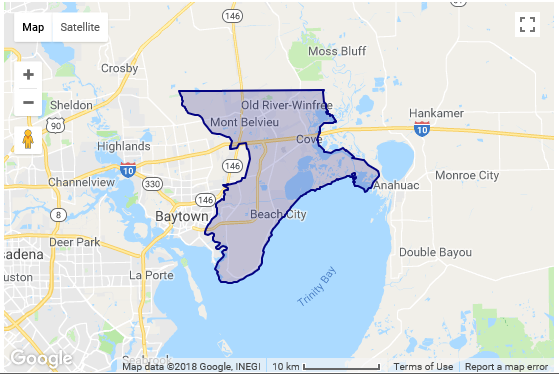 Map
Satellite
146
Moss Bluff
Crosby
Sheldon
90
Old River-Winfree
Mont Belvieu
Hankamer
Cove
10
Highlands
10
Channelview
330
146
146
Anahuac
Monroe City
8
Baytown
Beach City
Deer Park
sadena
uston
La Porte
Double Bayou
Trinity Bay
Seabrook
Google
Map data ©2018 Google, INEGI
10 km
Terms of Use
Report a map error